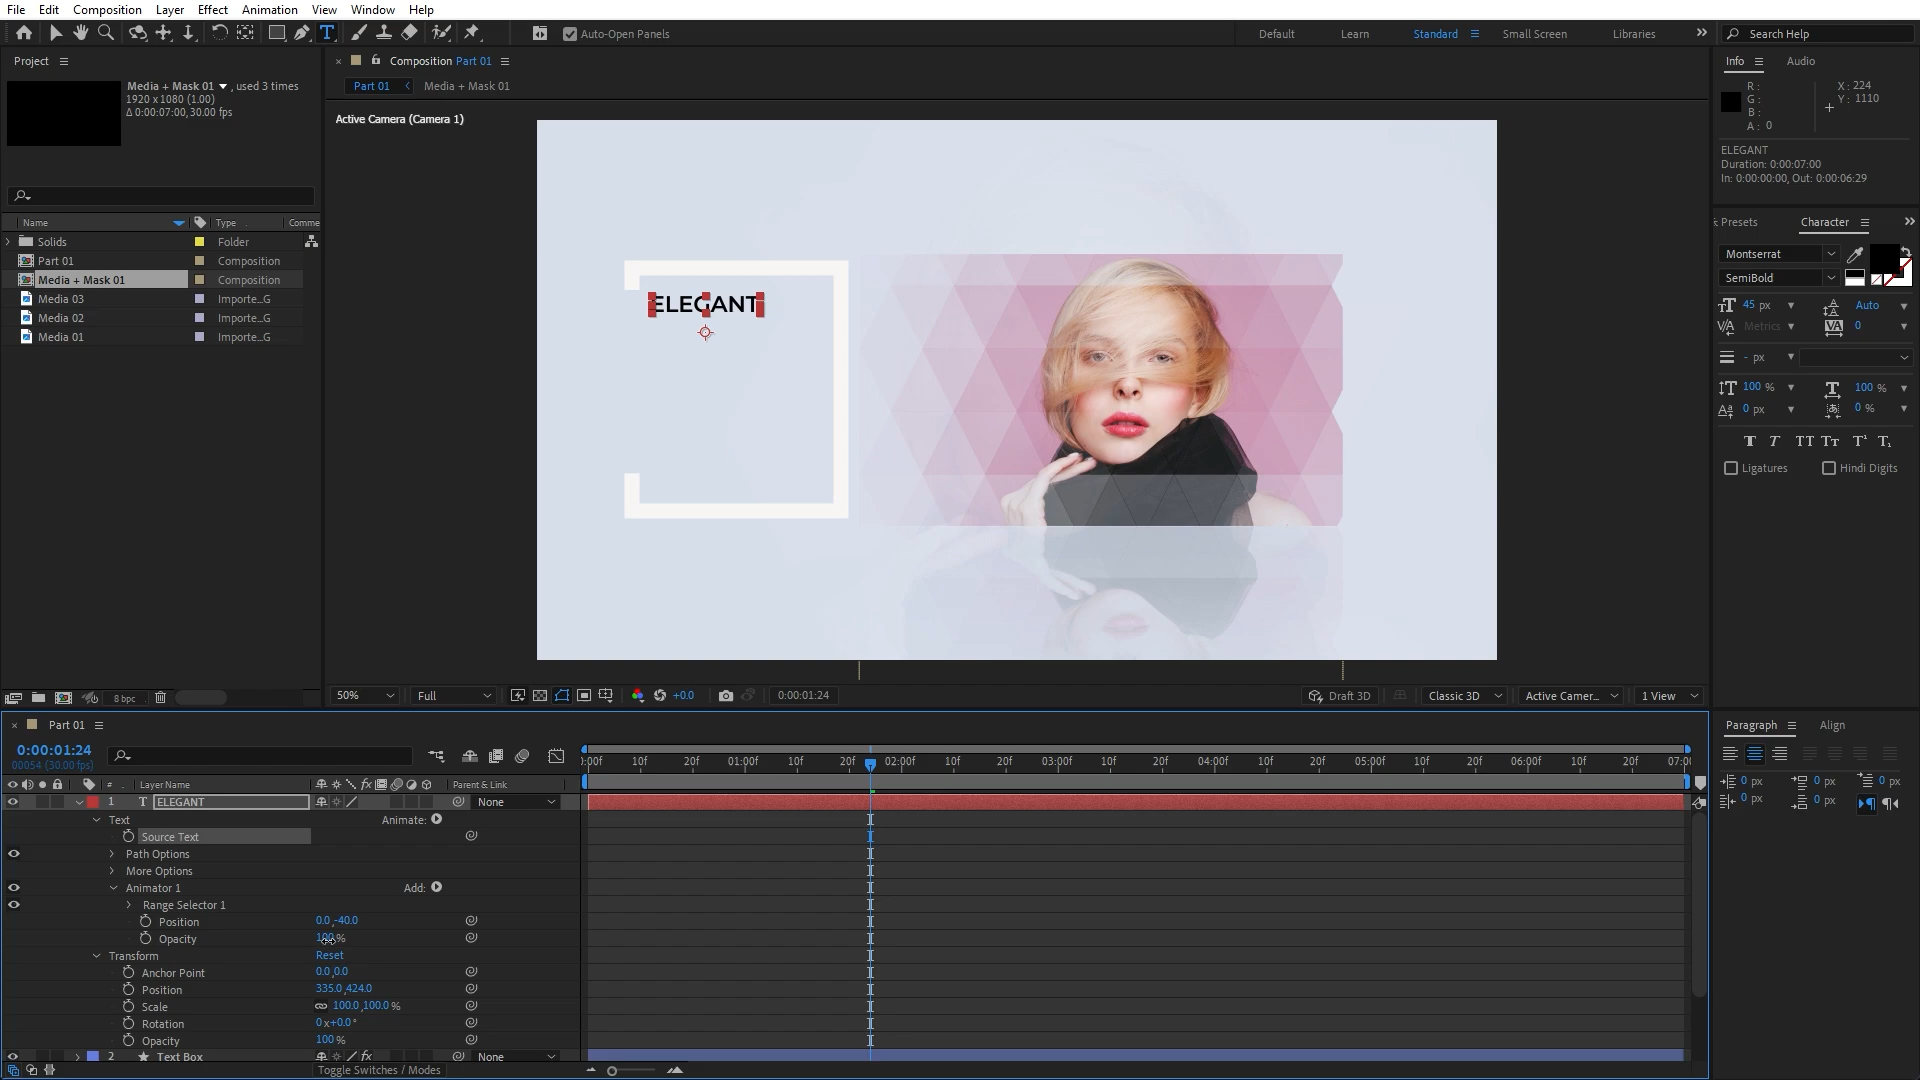 File Edit Composition Layer Effect Animation View Window Help
Auto-Open Panels
Default Learn Standard Small Screen Libraries Search Help
Project
Media + Mask 01 , used 3 times
1920 x 1080 (1.00)
Δ 0:00:07:00, 30.00 fps
Name Type Comme
Solids Folder
Part 01 Composition
Media + Mask 01 Composition
Media 03 Importe...G
Media 02 Importe...G
Media 01 Importe...G
8 bpc
Composition Part 01
Part 01 Media + Mask 01
Active Camera (Camera 1)
ELEGANT
50% Full +0.0 0:00:01:24 Draft 3D Classic 3D Active Camer... 1 View
Info Audio
R : X : 224
G : Y : 1110
B :
A : 0
ELEGANT
Duration: 0:00:07:00
In: 0:00:00:00, Out: 0:00:06:29
Presets Character
Montserrat
SemiBold
45 px Auto
Metrics 0
- px
100 % 100 %
0 px 0 %
T T TT Tт T¹ T₁
Ligatures Hindi Digits
Paragraph Align
0 px 0 px 0 px
0 px 0 px
Part 01
0:00:01:24
00054 (30.00 fps)
# Layer Name Parent & Link
):00f 10f 20f 01:00f 10f 20f 02:00f 10f 20f 03:00f 10f 20f 04:00f 10f 20f 05:00f 10f 20f 06:00f 10f 20f 07:0
1 T ELEGANT None
Text Animate:
Source Text
Path Options
More Options
Animator 1 Add:
Range Selector 1
Position 0.0,-40.0
Opacity 100 %
Transform Reset
Anchor Point 0.0,0.0
Position 335.0,424.0
Scale 100.0,100.0 %
Rotation 0 x+0.0 °
Opacity 100 %
2 Text Box None
Toggle Switches / Modes